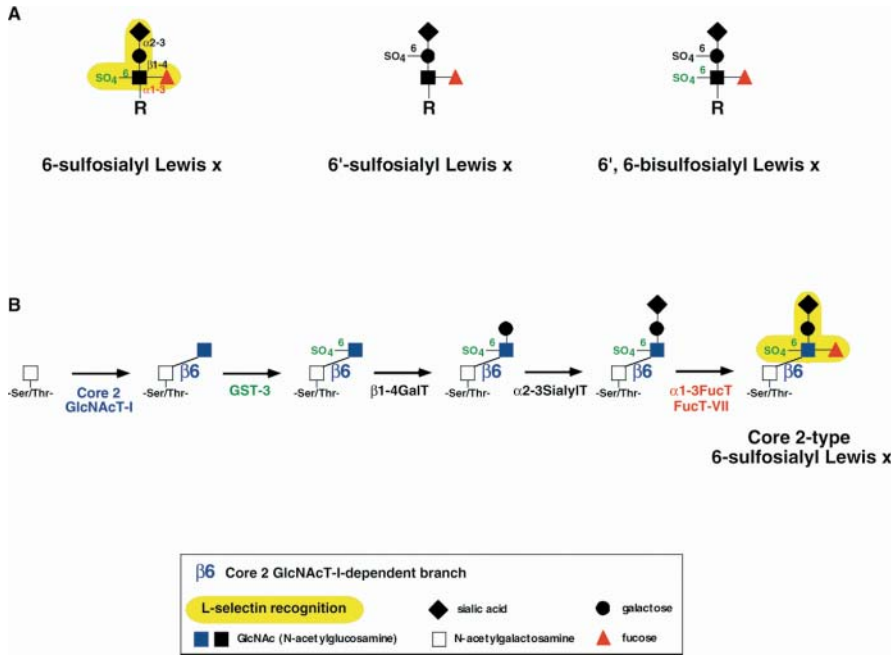 A
α2-3
β1-4
SO4
6
α1-3
R
6-sulfosialyl Lewis x
6
SO4
R
6'-sulfosialyl Lewis x
6
SO4
6
SO4
R
6', 6-bisulfosialyl Lewis x
B
-Ser/Thr-
Core 2
GlcNAcT-I
β6
-Ser/Thr-
GST-3
SO4
6
β6
-Ser/Thr-
β1-4GalT
SO4
6
β6
-Ser/Thr-
α2-3SialylT
SO4
6
β6
-Ser/Thr-
α1-3FucT
FucT-VII
SO4
6
β6
-Ser/Thr-
Core 2-type
6-sulfosialyl Lewis x
β6 Core 2 GlcNAcT-I-dependent branch
L-selectin recognition
sialic acid
galactose
GlcNAc (N-acetylglucosamine)
N-acetylgalactosamine
fucose